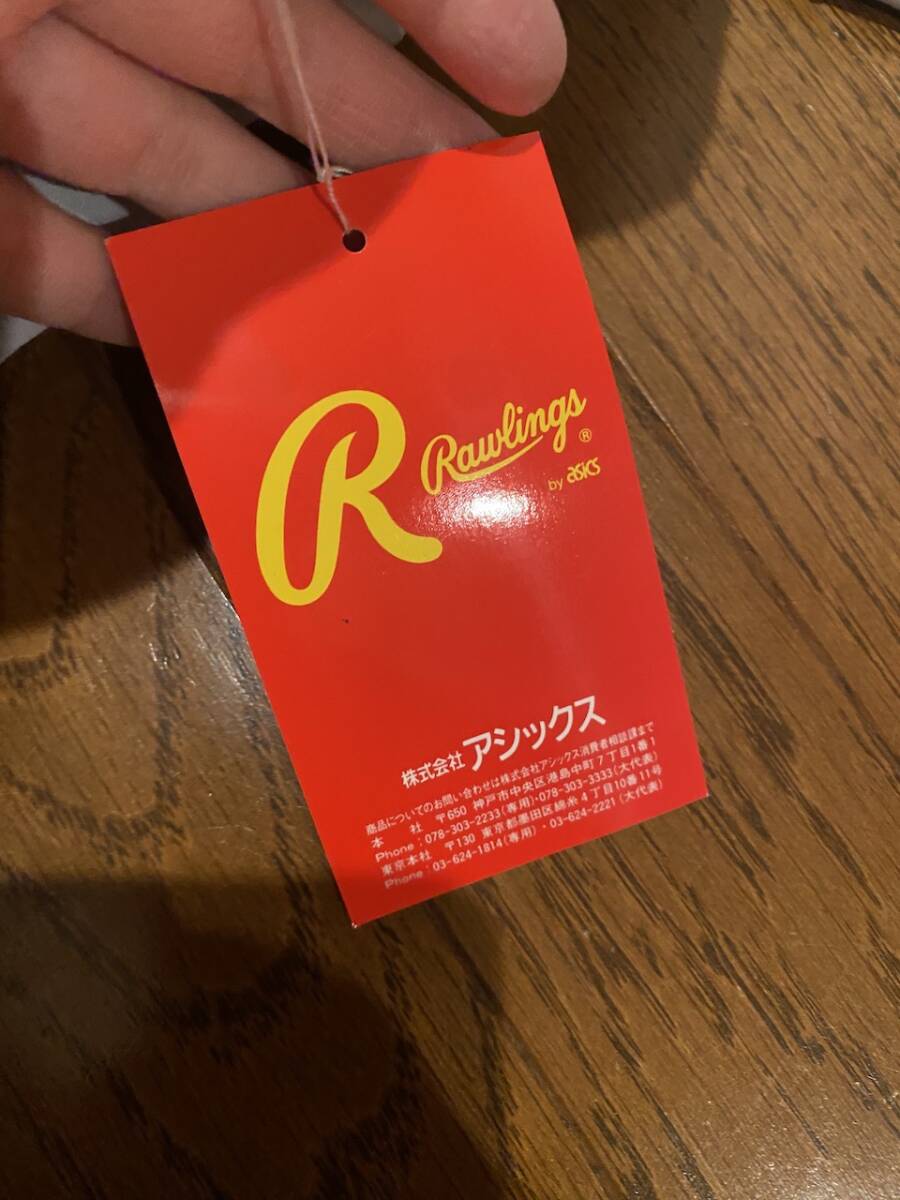 R
Rawlings®
by asics
株式会社アシックス
商品についてのお問い合わせは株式会社アシックス消費者相談課まで
本　社　〒650 神戸市中央区港島中町7丁目1番1
Phone：078-303-2233(専用)・078-303-3333(大代表)
東京本社　〒130 東京都墨田区錦糸4丁目10番11号
Phone：03-624-1814(専用)・03-624-2221(大代表)